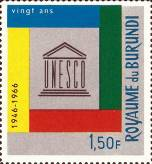 vingt ans
UNESCO
1946-1966
ROYAUME du BURUNDI
1,50F